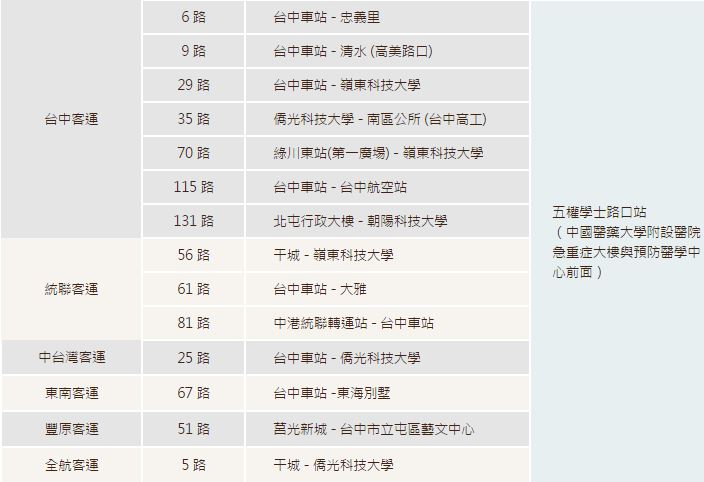 6 路 台中車站 - 忠義里
9 路 台中車站 - 清水 (高美路口)
29 路 台中車站 - 嶺東科技大學
台中客運 35 路 僑光科技大學 - 南區公所 (台中高工)
70 路 綠川東站(第一廣場) - 嶺東科技大學
115 路 台中車站 - 台中航空站
131 路 北屯行政大樓 - 朝陽科技大學
五權學士路口站
（中國醫藥大學附設醫院
急重症大樓與預防醫學中
心前面）
56 路 干城 - 嶺東科技大學
統聯客運 61 路 台中車站 - 大雅
81 路 中港統聯轉運站 - 台中車站
中台灣客運 25 路 台中車站 - 僑光科技大學
東南客運 67 路 台中車站 -東海別墅
豐原客運 51 路 莒光新城 - 台中市立屯區藝文中心
全航客運 5 路 干城 - 僑光科技大學